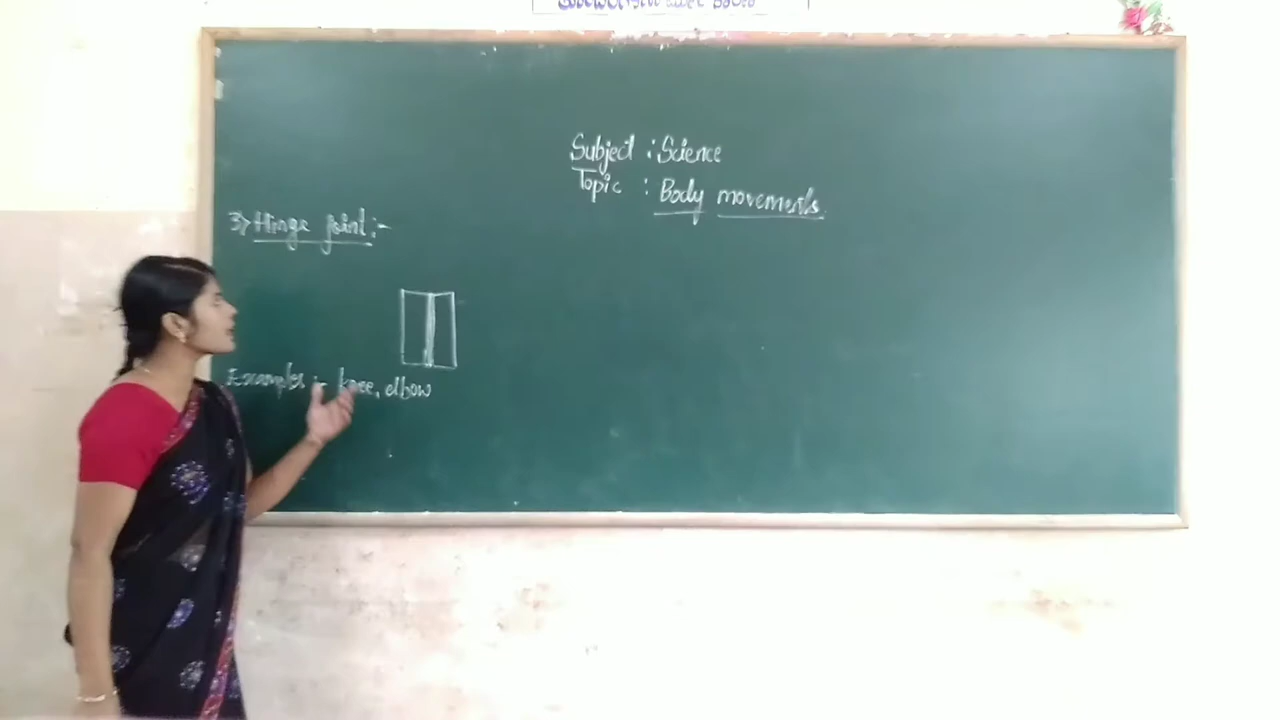 Subject : Science
Topic : Body movements
3) Hinge joint :-
Examples :- knee, elbow